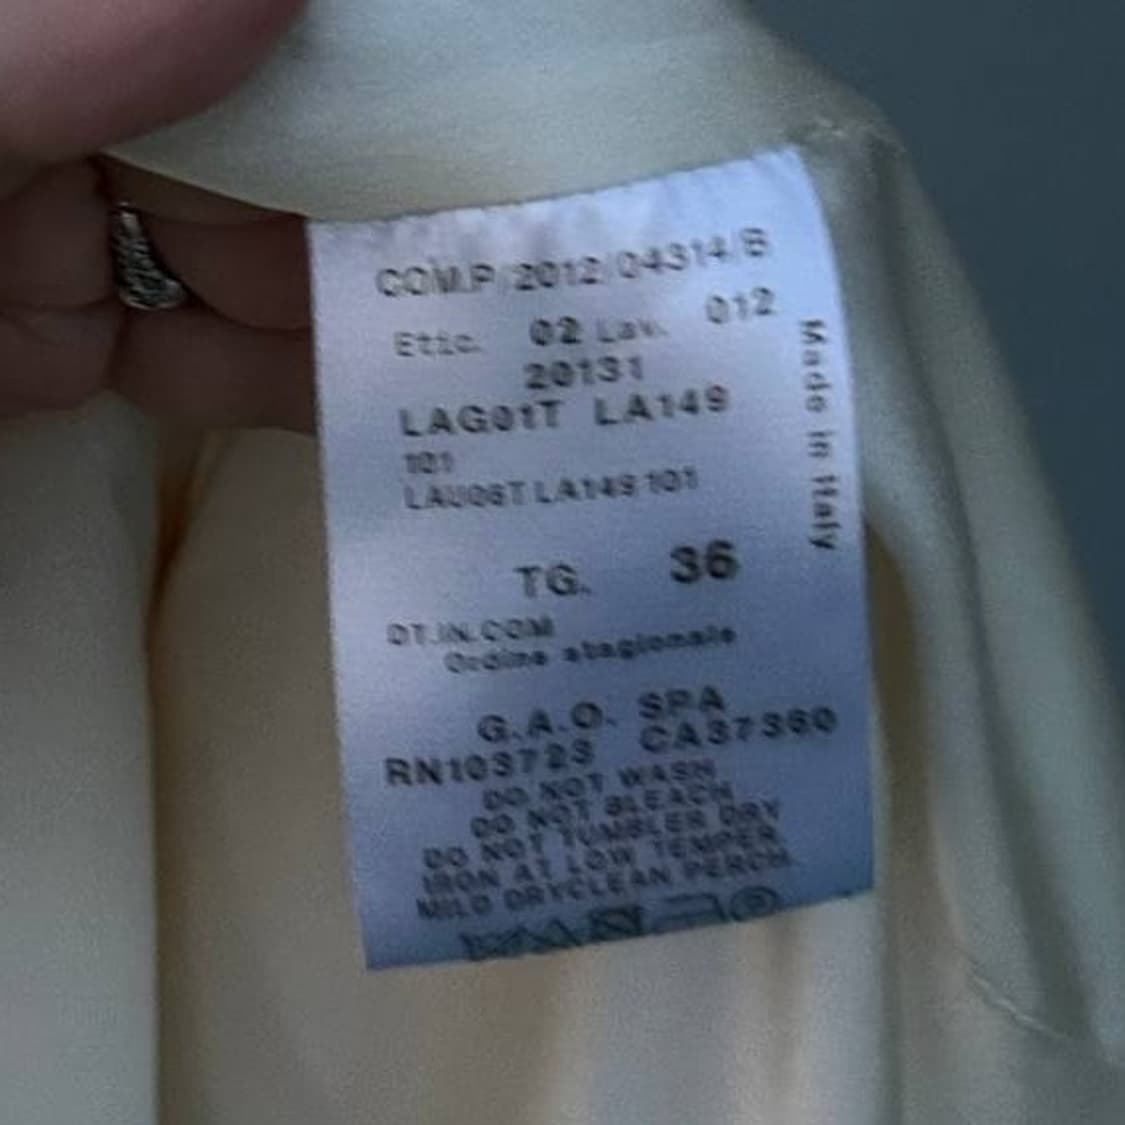 COM.P/2012/04314/B
Etic. 02 Lav. 012
20131
LAG01T LA149
101
LAU06T LA149 101
TG. 36
DT.IN.COM
Ordine stagionale
G.A.O. SPA
RN103723 CA37360
DO NOT WASH
DO NOT BLEACH
DO NOT TUMBLER DRY
IRON AT LOW TEMPER.
MILD DRYCLEAN PERCH.
Made in Italy